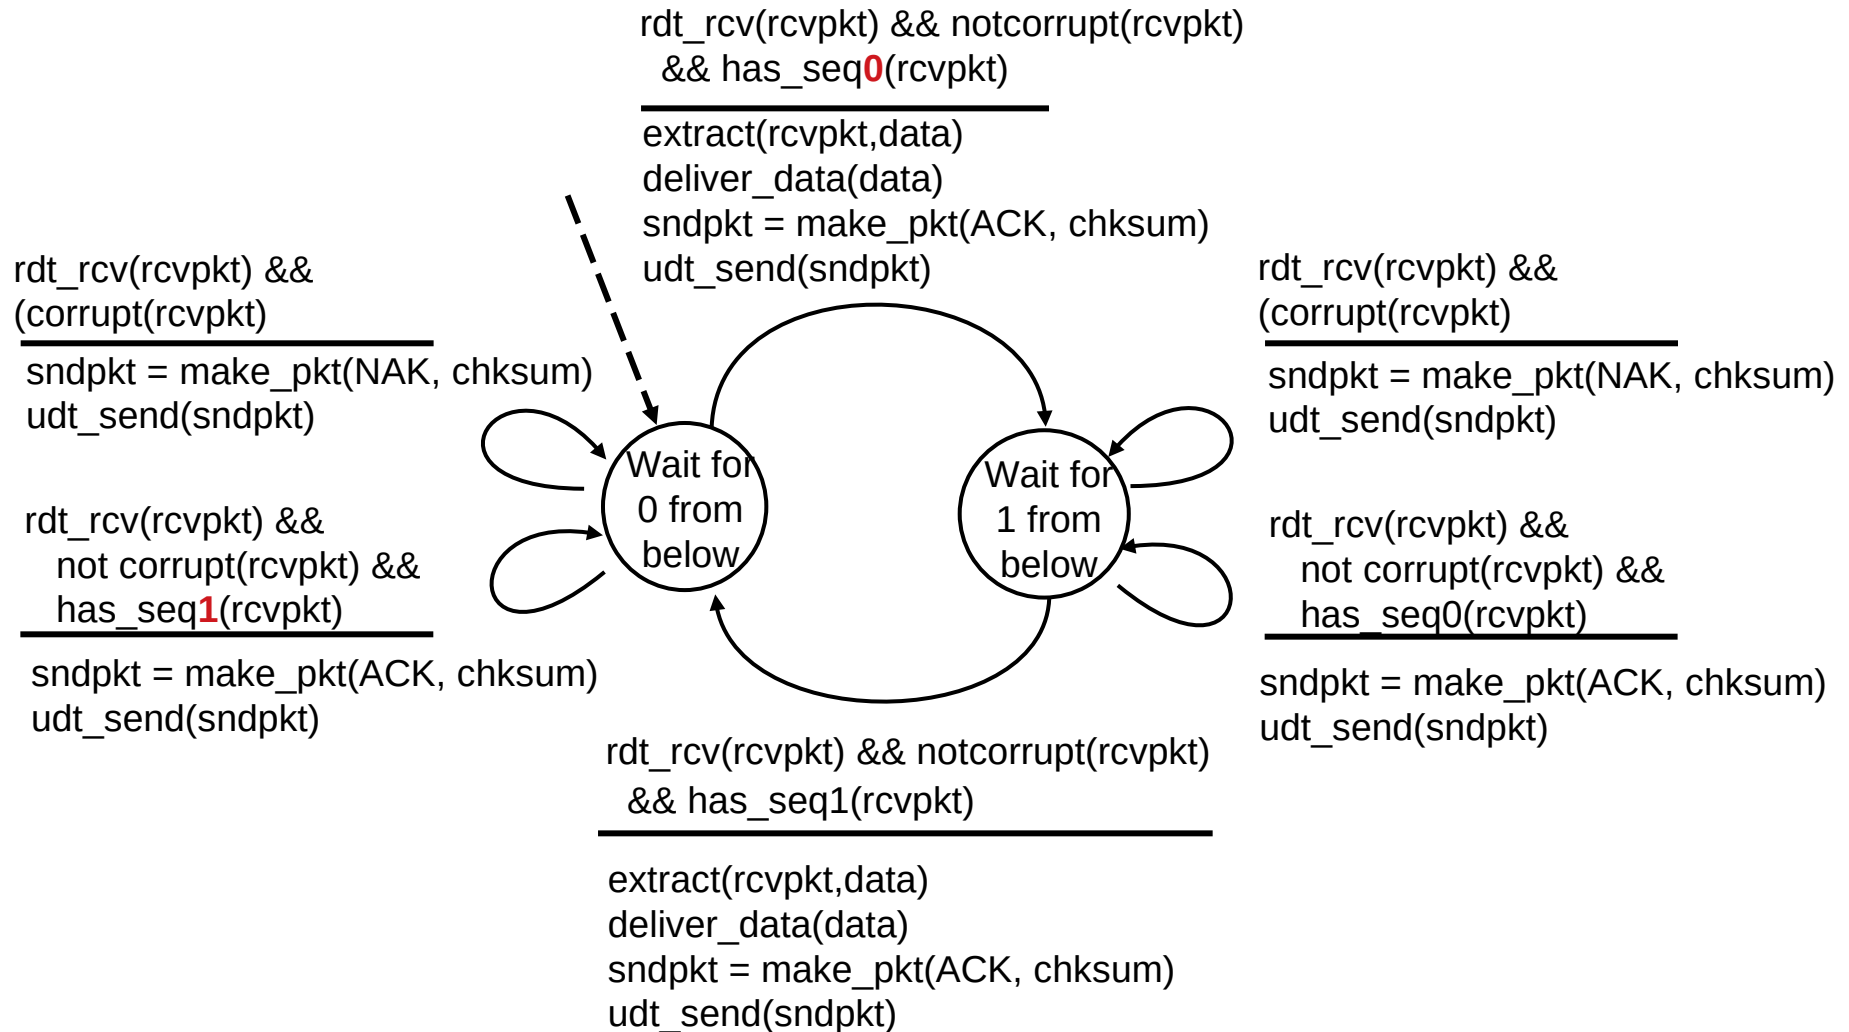 rdt_rcv(rcvpkt) && notcorrupt(rcvpkt)
&& has_seq0(rcvpkt)
extract(rcvpkt,data)
deliver_data(data)
sndpkt = make_pkt(ACK, chksum)
udt_send(sndpkt)
rdt_rcv(rcvpkt) &&
(corrupt(rcvpkt)
sndpkt = make_pkt(NAK, chksum)
udt_send(sndpkt)
rdt_rcv(rcvpkt) &&
not corrupt(rcvpkt) &&
has_seq1(rcvpkt)
sndpkt = make_pkt(ACK, chksum)
udt_send(sndpkt)
Wait for
0 from
below
Wait for
1 from
below
rdt_rcv(rcvpkt) &&
(corrupt(rcvpkt)
sndpkt = make_pkt(NAK, chksum)
udt_send(sndpkt)
rdt_rcv(rcvpkt) &&
not corrupt(rcvpkt) &&
has_seq0(rcvpkt)
sndpkt = make_pkt(ACK, chksum)
udt_send(sndpkt)
rdt_rcv(rcvpkt) && notcorrupt(rcvpkt)
&& has_seq1(rcvpkt)
extract(rcvpkt,data)
deliver_data(data)
sndpkt = make_pkt(ACK, chksum)
udt_send(sndpkt)